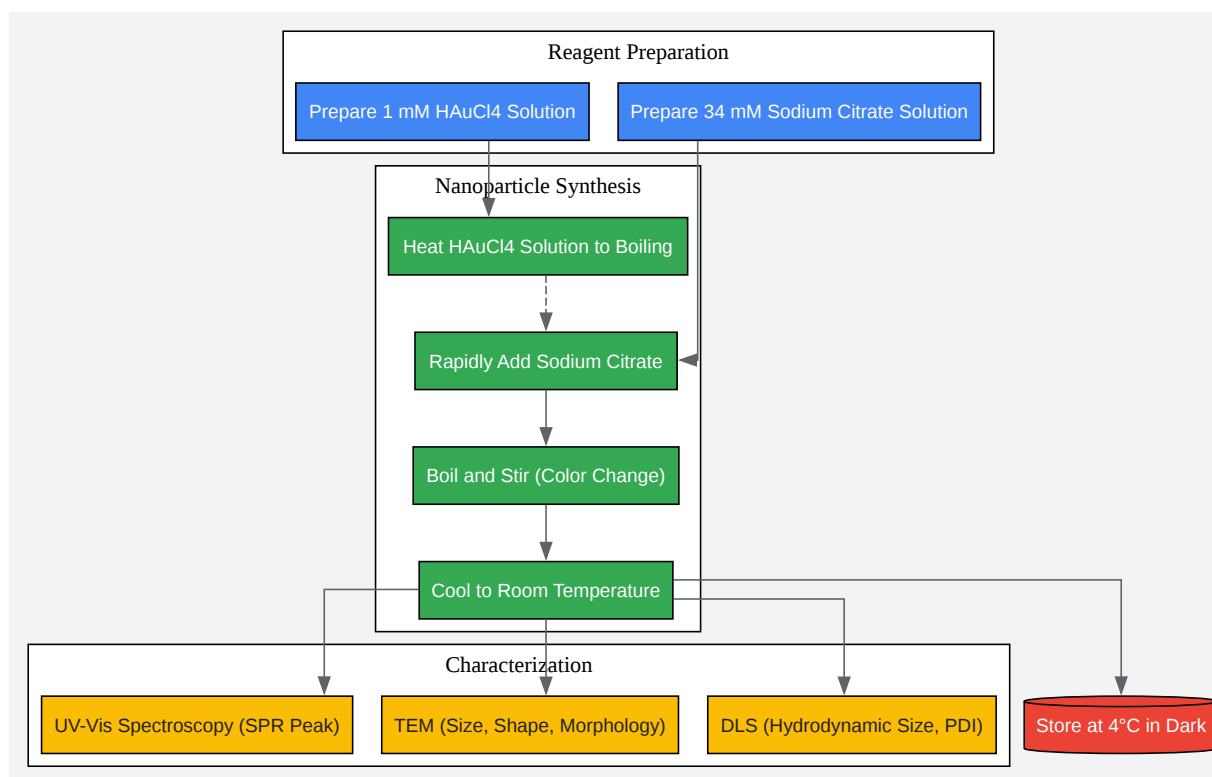 Reagent Preparation
Prepare 1 mM HAuCl4 Solution
Prepare 34 mM Sodium Citrate Solution
Nanoparticle Synthesis
Heat HAuCl4 Solution to Boiling
Rapidly Add Sodium Citrate
Boil and Stir (Color Change)
Cool to Room Temperature
Characterization
UV-Vis Spectroscopy (SPR Peak)
TEM (Size, Shape, Morphology)
DLS (Hydrodynamic Size, PDI)
Store at 4°C in Dark